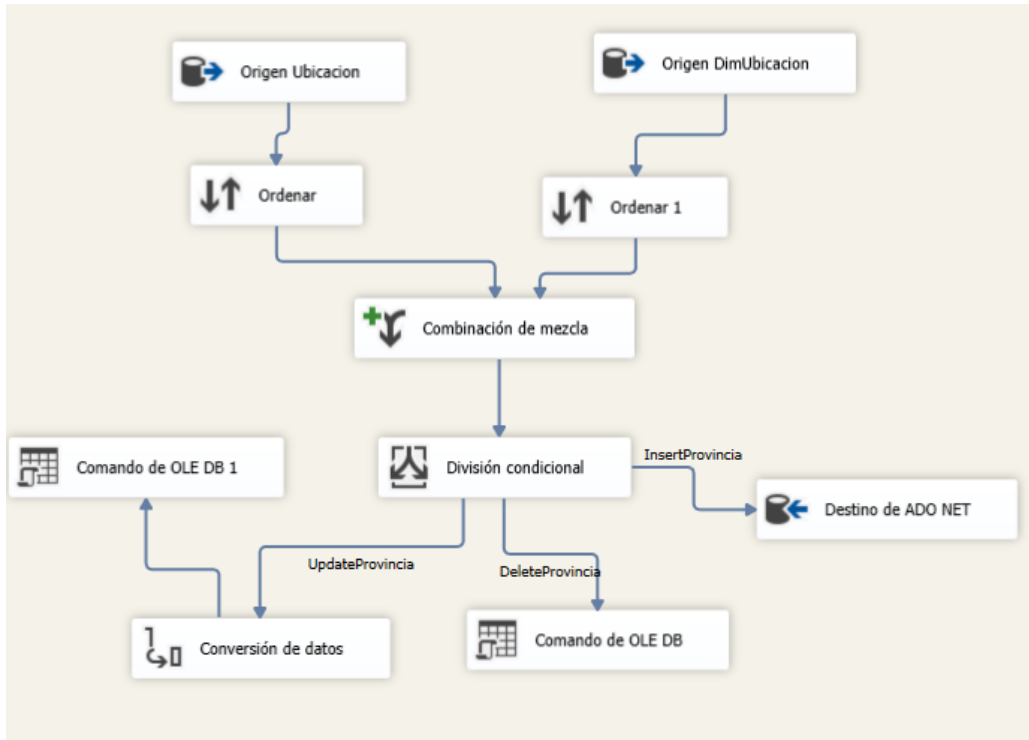 Origen Ubicacion
Origen DimUbicacion
Ordenar
Ordenar 1
Combinación de mezcla
Comando de OLE DB 1
División condicional
InsertProvincia
Destino de ADO NET
UpdateProvincia
DeleteProvincia
Conversión de datos
Comando de OLE DB